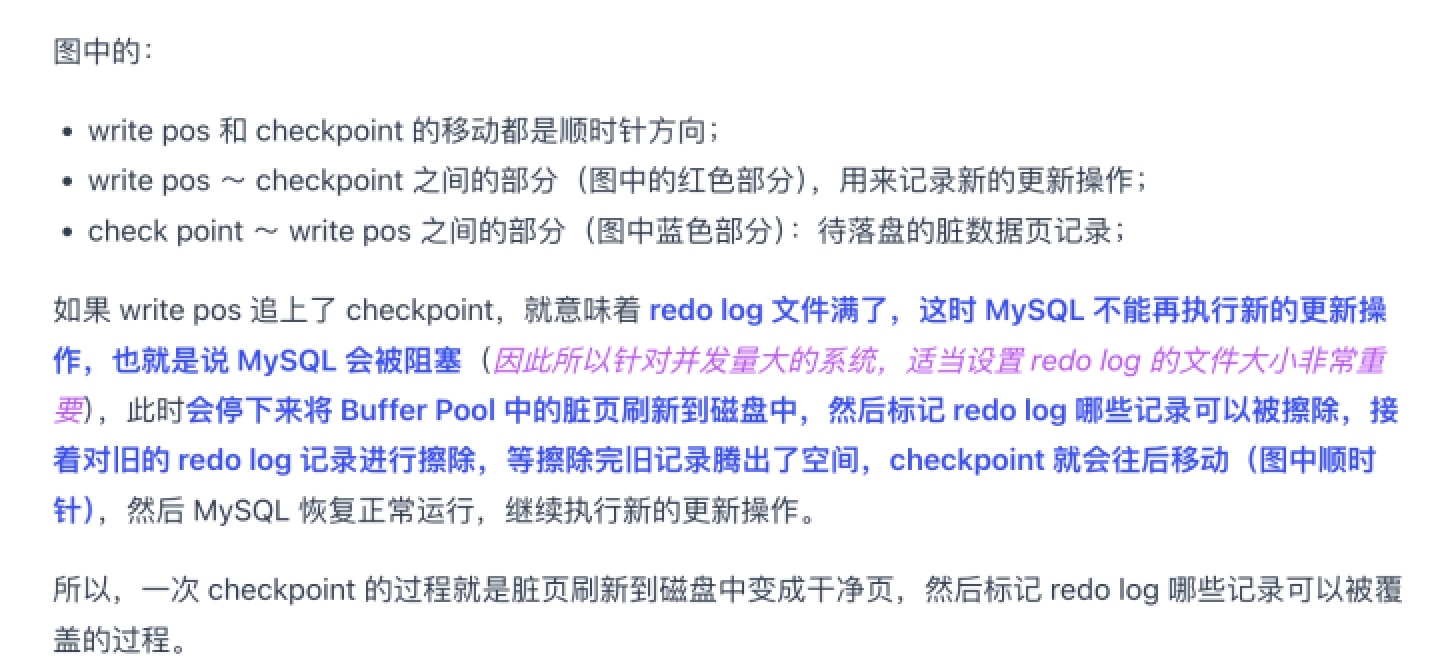 图中的：
• write pos 和 checkpoint 的移动都是顺时针方向；
• write pos ～ checkpoint 之间的部分（图中的红色部分），用来记录新的更新操作；
• check point ～ write pos 之间的部分（图中蓝色部分）：待落盘的脏数据页记录；
如果 write pos 追上了 checkpoint，就意味着 redo log 文件满了，这时 MySQL 不能再执行新的更新操
作，也就是说 MySQL 会被阻塞（因此所以针对并发量大的系统，适当设置 redo log 的文件大小非常重
要），此时会停下来将 Buffer Pool 中的脏页刷新到磁盘中，然后标记 redo log 哪些记录可以被擦除，接
着对旧的 redo log 记录进行擦除，等擦除完旧记录腾出了空间，checkpoint 就会往后移动（图中顺时
针），然后 MySQL 恢复正常运行，继续执行新的更新操作。
所以，一次 checkpoint 的过程就是脏页刷新到磁盘中变成干净页，然后标记 redo log 哪些记录可以被覆
盖的过程。